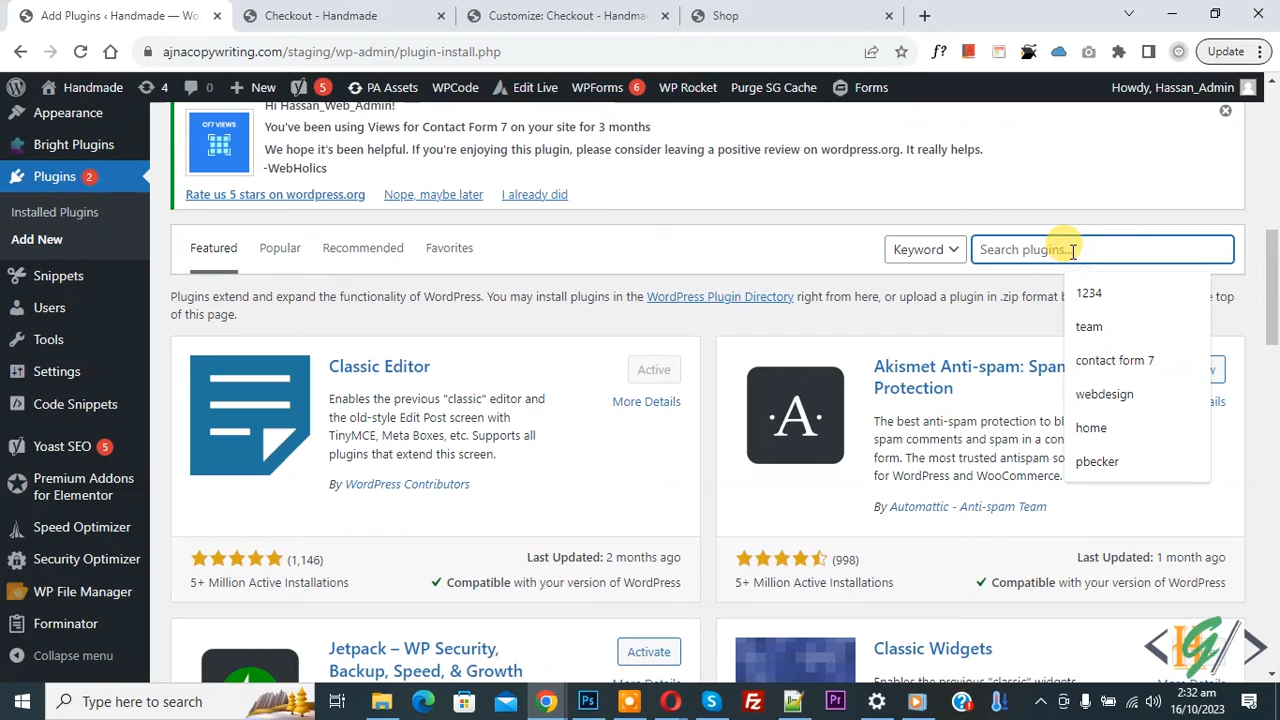 Add Plugins ‹ Handmade — Wo
Checkout - Handmade
Customize: Checkout - Handma
Shop
ajnacopywriting.com/staging/wp-admin/plugin-install.php
f?
Update
Handmade
4
0
New
5
PA Assets
WPCode
Edit Live
WPForms 6
WP Rocket
Purge SG Cache
Forms
Howdy, Hassan_Admin
Appearance
Bright Plugins
Plugins 2
Installed Plugins
Add New
Snippets
Users
Tools
Settings
Code Snippets
Yoast SEO 5
Premium Addons
for Elementor
Speed Optimizer
Security Optimizer
WP File Manager
Forminator
Collapse menu
CF7 VIEWS
Hi Hassan_Web_Admin!
You've been using Views for Contact Form 7 on your site for 3 months
We hope it's been helpful. If you're enjoying this plugin, please consider leaving a positive review on wordpress.org. It really helps.
-WebHolics
Rate us 5 stars on wordpress.org
Nope, maybe later
I already did
Featured
Popular
Recommended
Favorites
Keyword
Search plugins...
1234
team
contact form 7
webdesign
home
pbecker
Plugins extend and expand the functionality of WordPress. You may install plugins in the WordPress Plugin Directory right from here, or upload a plugin in .zip format b
e top
of this page.
Classic Editor
Active
More Details
Enables the previous "classic" editor and
the old-style Edit Post screen with
TinyMCE, Meta Boxes, etc. Supports all
plugins that extend this screen.
By WordPress Contributors
(1,146)
5+ Million Active Installations
Last Updated: 2 months ago
Compatible with your version of WordPress
A
Akismet Anti-spam: Spam
Protection
w
ails
The best anti-spam protection to bl
spam comments and spam in a con
form. The most trusted antispam so
for WordPress and WooCommerce.
By Automattic - Anti-spam Team
(998)
5+ Million Active Installations
Last Updated: 1 month ago
Compatible with your version of WordPress
Jetpack – WP Security,
Backup, Speed, & Growth
Activate
Classic Widgets
Enables the previous "classic" widgets
Type here to search
Ps
Pr
2:32 am
16/10/2023